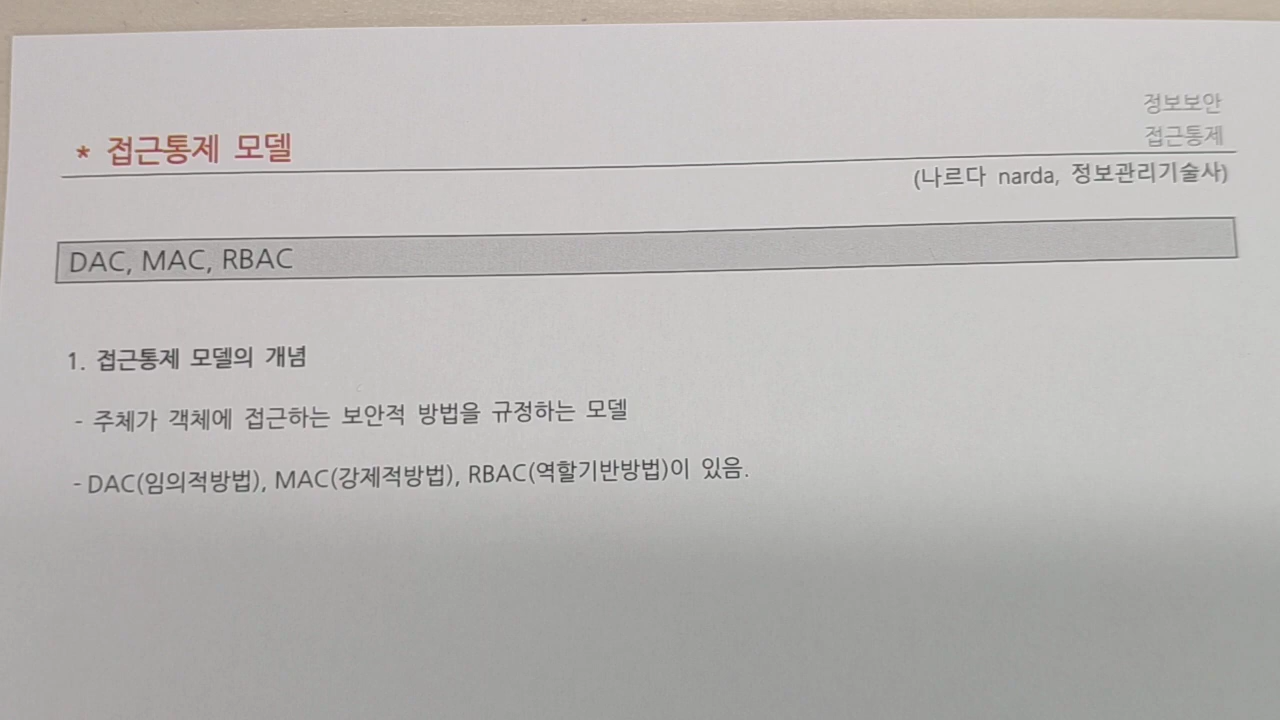 정보보안
접근통제
* 접근통제 모델
(나르다 narda, 정보관리기술사)
DAC, MAC, RBAC
1. 접근통제 모델의 개념
- 주체가 객체에 접근하는 보안적 방법을 규정하는 모델
- DAC(임의적방법), MAC(강제적방법), RBAC(역할기반방법)이 있음.